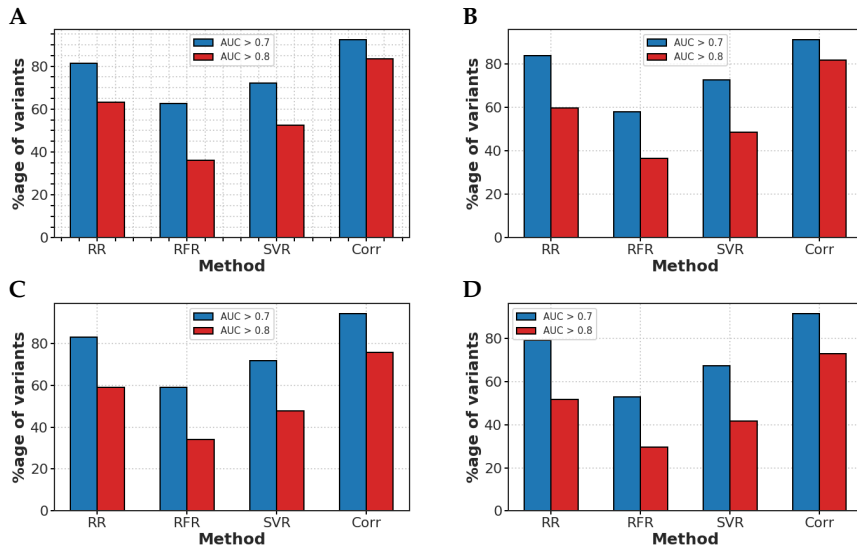 A
AUC > 0.7
AUC > 0.8
%age of variants
80
60
40
20
0
RR RFR SVR Corr
Method
B
AUC > 0.7
AUC > 0.8
%age of variants
80
60
40
20
0
RR RFR SVR Corr
Method
C
AUC > 0.7
AUC > 0.8
%age of variants
80
60
40
20
0
RR RFR SVR Corr
Method
D
AUC > 0.7
AUC > 0.8
%age of variants
80
60
40
20
0
RR RFR SVR Corr
Method